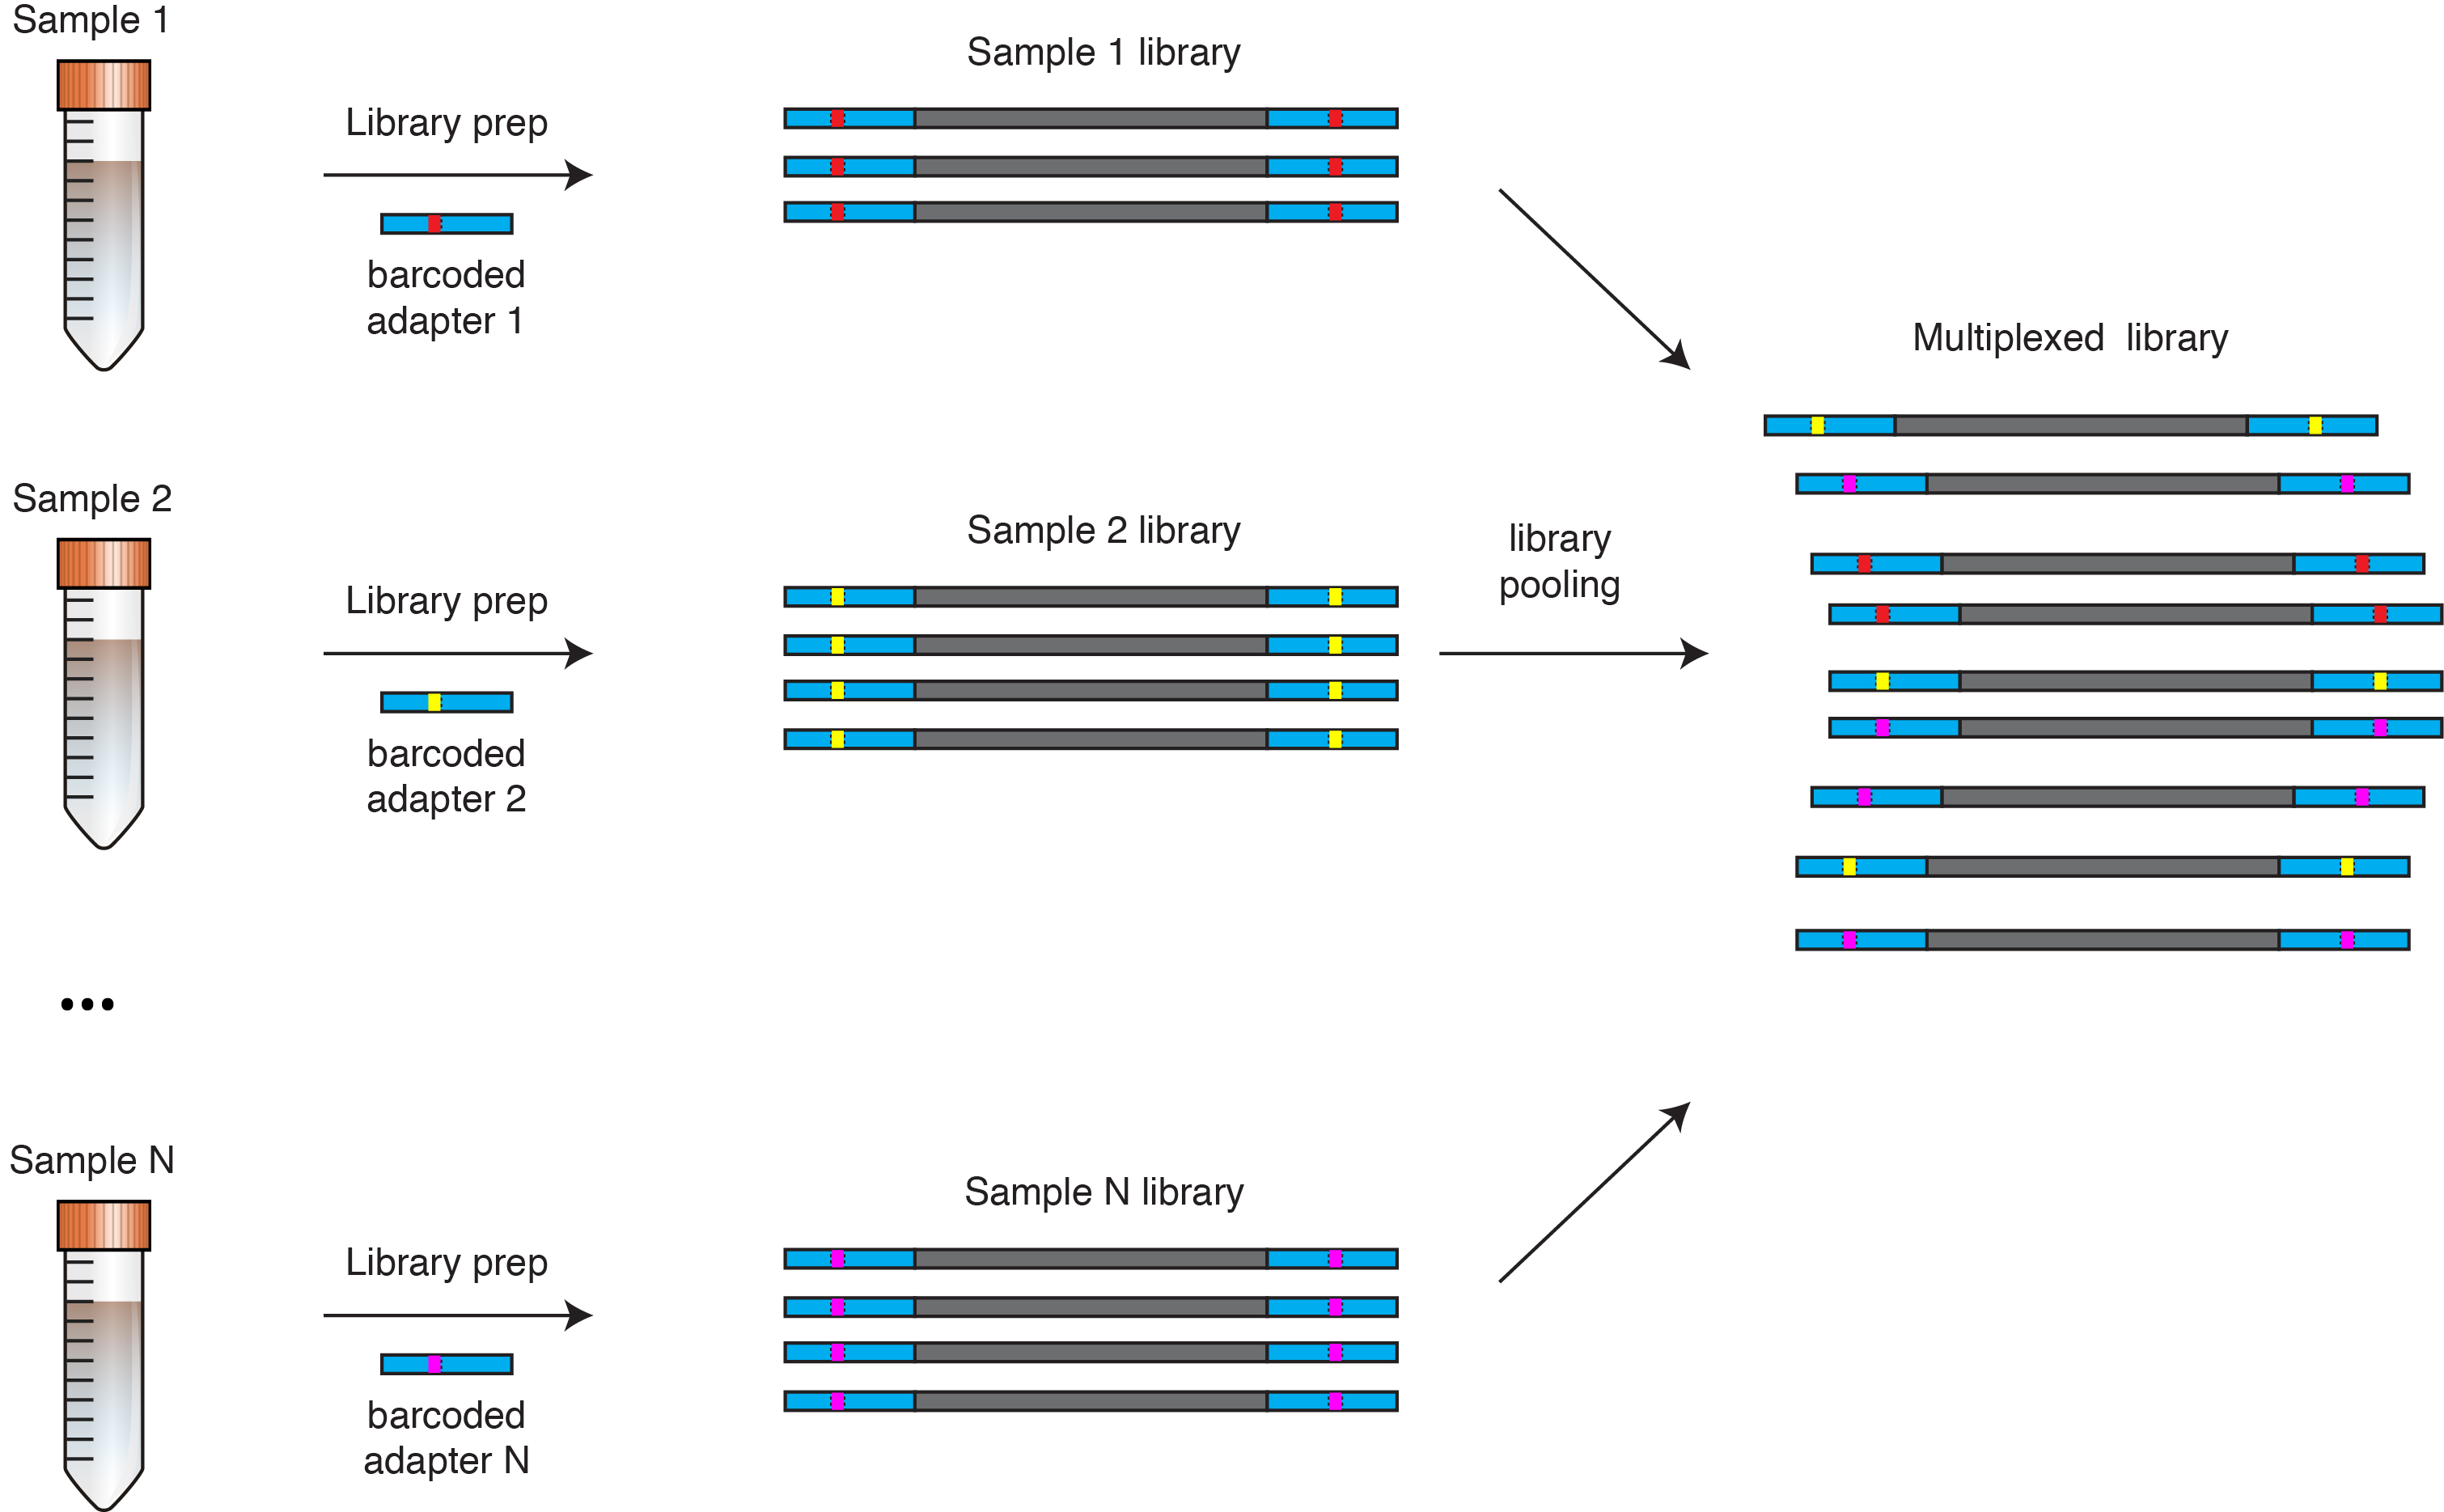 Sample 1
Library prep
barcoded
adapter 1
Sample 1 library
Multiplexed library
Sample 2
Library prep
barcoded
adapter 2
Sample 2 library
library
pooling
...
Sample N
Library prep
barcoded
adapter N
Sample N library